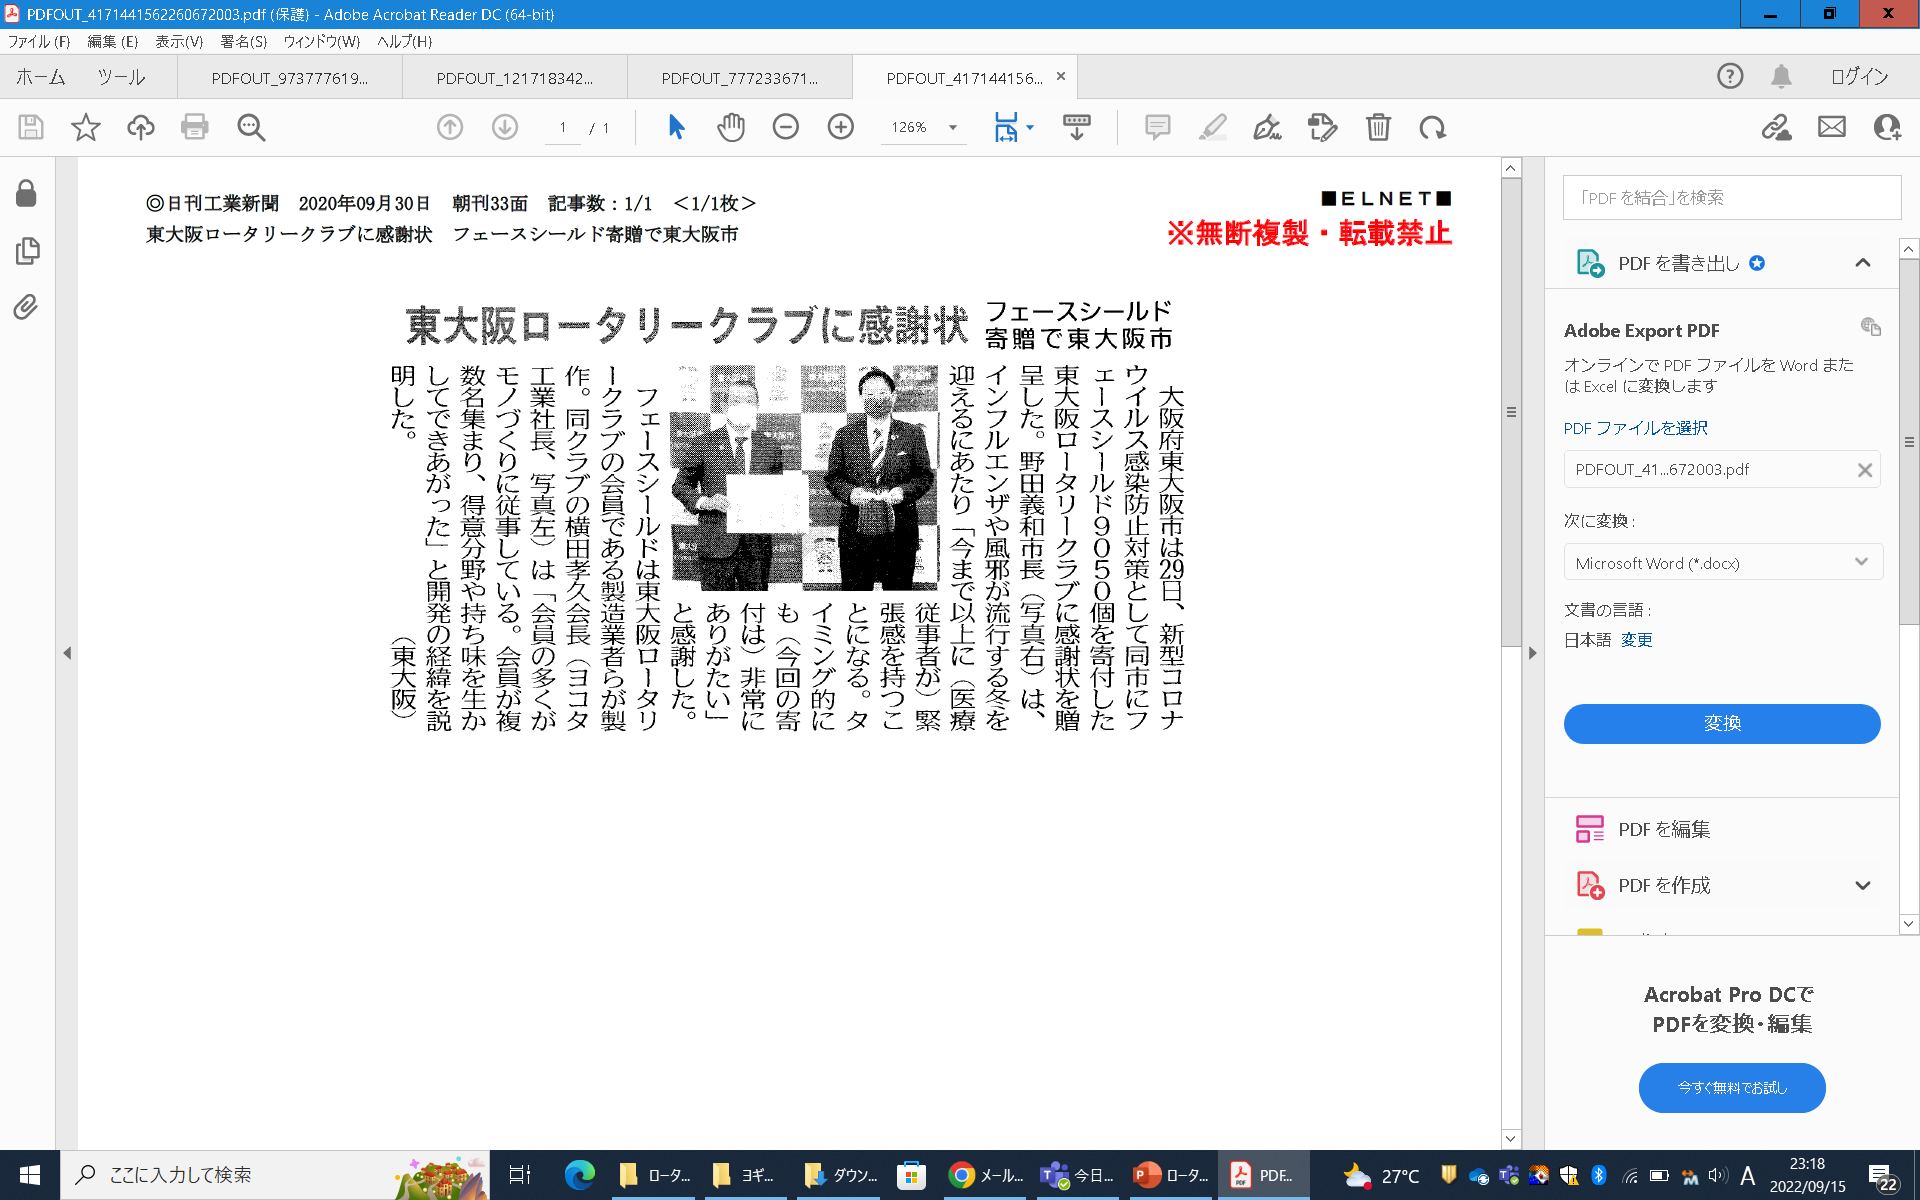 PDFOUT_4171441562260672003.pdf (保護) - Adobe Acrobat Reader DC (64-bit)
ファイル (F) 編集 (E) 表示(V) 署名(S) ウィンドウ(W) ヘルプ(H)
ホーム ツール PDFOUT_973777619... PDFOUT_121718342... PDFOUT_777233671... PDFOUT_417144156... × ログイン
1 / 1 126%
◎日刊工業新聞 2020年09月30日 朝刊33面 記事数：1/1 ＜1/1枚＞
東大阪ロータリークラブに感謝状 フェースシールド寄贈で東大阪市
■ELNET■
※無断複製・転載禁止
東大阪ロータリークラブに感謝状
フェースシールド
寄贈で東大阪市
大阪府東大阪市は29日、新型コロナ
ウイルス感染防止対策として同市にフ
ェースシールド９０５０個を寄付した
東大阪ロータリークラブに感謝状を贈
呈した。野田義和市長（写真右）は、
インフルエンザや風邪が流行する冬を
迎えるにあたり「今まで以上に（医療
従事者が）緊
張感を持つこ
とになる。タ
イミング的に
も（今回の寄
付は）非常に
ありがたい」
と感謝した。
フェースシールドは東大阪ロータリ
ークラブの会員である製造業者らが製
作。同クラブの横田孝久会長（ヨコタ
工業社長、写真左）は「会員の多くが
モノづくりに従事している。会員が複
数名集まり、得意分野や持ち味を生か
してできあがった」と開発の経緯を説
明した。 （東大阪）
「PDF を結合」を検索
PDF を書き出し
Adobe Export PDF
オンラインで PDF ファイルを Word また
は Excel に変換します
PDF ファイルを選択
PDFOUT_41...672003.pdf
次に変換 :
Microsoft Word (*.docx)
文書の言語 :
日本語 変更
変換
PDF を編集
PDF を作成
Acrobat Pro DCで
PDFを変換・編集
今すぐ無料でお試し
ここに入力して検索 ロータ... ヨギ... ダウン... メール... 今日... ロータ... PDF... 27°C A 23:18
2022/09/15 22